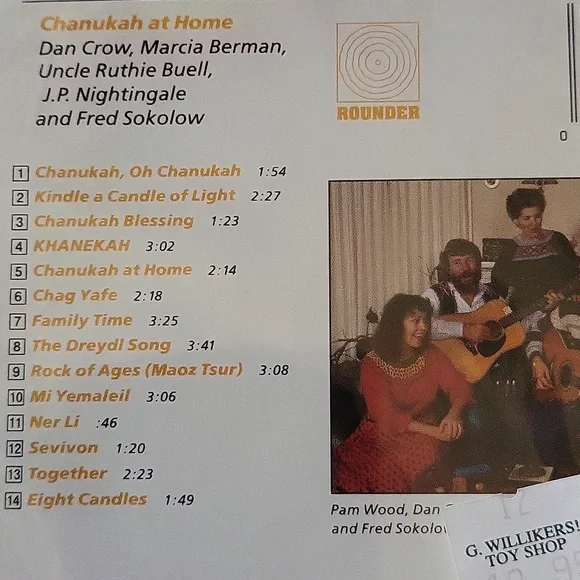 Chanukah at Home
Dan Crow, Marcia Berman,
Uncle Ruthie Buell,
J.P. Nightingale
and Fred Sokolow
ROUNDER
0
1 Chanukah, Oh Chanukah 1:54
2 Kindle a Candle of Light 2:27
3 Chanukah Blessing 1:23
4 KHANEKAH 3:02
5 Chanukah at Home 2:14
6 Chag Yafe 2:18
7 Family Time 3:25
8 The Dreydl Song 3:41
9 Rock of Ages (Maoz Tsur) 3:08
10 Mi Yemaleil 3:06
11 Ner Li :46
12 Sevivon 1:20
13 Together 2:23
14 Eight Candles 1:49
Pam Wood, Dan
and Fred
12
G. WILLIKERS!
TOY SHOP